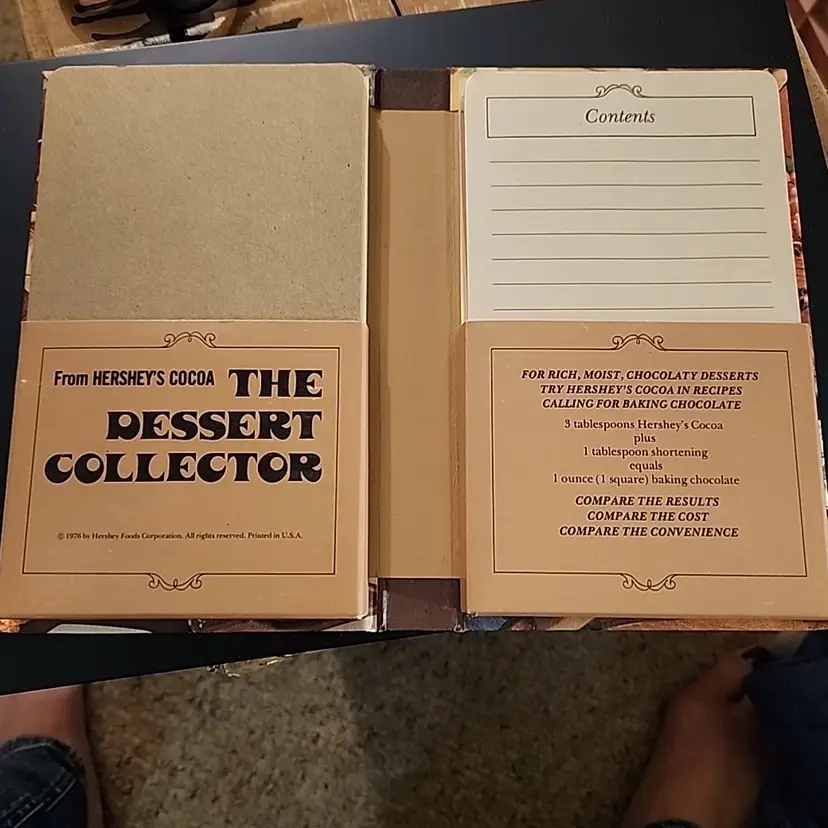 From HERSHEY'S COCOA THE
DESSERT
COLLECTOR
© 1976 by Hershey Foods Corporation. All rights reserved. Printed in U.S.A.
Contents
FOR RICH, MOIST, CHOCOLATY DESSERTS
TRY HERSHEY'S COCOA IN RECIPES
CALLING FOR BAKING CHOCOLATE
3 tablespoons Hershey's Cocoa
plus
1 tablespoon shortening
equals
1 ounce (1 square) baking chocolate
COMPARE THE RESULTS
COMPARE THE COST
COMPARE THE CONVENIENCE